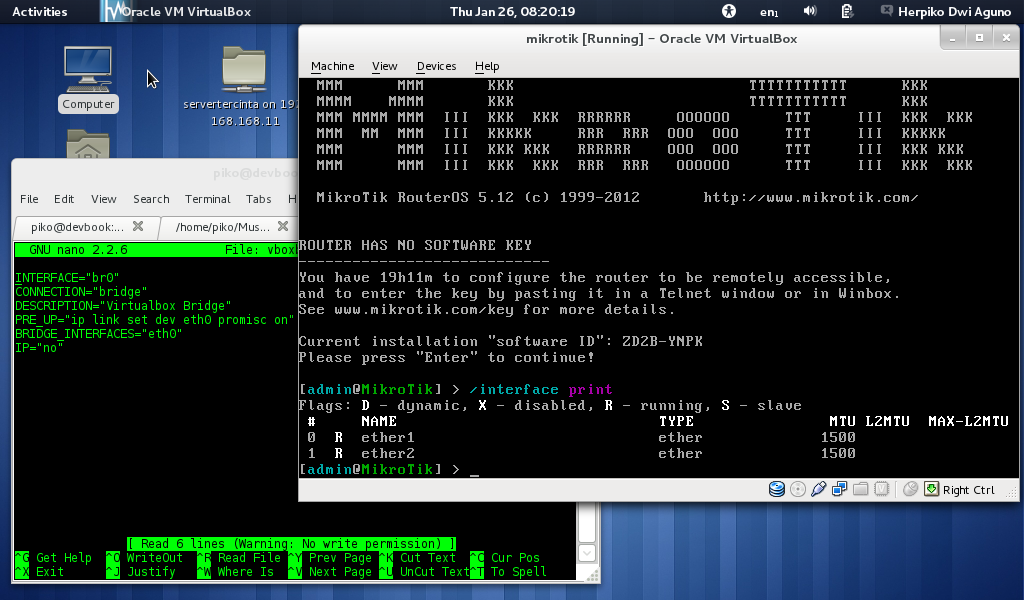 Activities
Oracle VM VirtualBox
Thu Jan 26, 08:20:19
en₁
Herpiko Dwi Aguno
Computer
servertercinta on 192
168.168.11
piko@devboo
File Edit View Search Terminal Tabs H
piko@devbook:...
/home/piko/Mus...
GNU nano 2.2.6 File: vbox
INTERFACE="br0"
CONNECTION="bridge"
DESCRIPTION="Virtualbox Bridge"
PRE_UP="ip link set dev eth0 promisc on"
BRIDGE_INTERFACES="eth0"
IP="no"
[ Read 6 lines (Warning: No write permission) ]
^G Get Help ^O WriteOut ^R Read File ^Y Prev Page ^K Cut Text ^C Cur Pos
^X Exit ^J Justify ^W Where Is ^V Next Page ^U UnCut Text ^T To Spell
mikrotik [Running] – Oracle VM VirtualBox
Machine View Devices Help
MMM MMM KKK TTTTTTTTTTT KKK
MMMM MMMM KKK TTTTTTTTTTT KKK
MMM MMMM MMM III KKK KKK RRRRRR OOOOOO TTT III KKK KKK
MMM MM MMM III KKKKK RRR RRR OOO OOO TTT III KKKKK
MMM MMM III KKK KKK RRRRRR OOO OOO TTT III KKK KKK
MMM MMM III KKK KKK RRR RRR OOOOOO TTT III KKK KKK
MikroTik RouterOS 5.12 (c) 1999-2012 http://www.mikrotik.com/
ROUTER HAS NO SOFTWARE KEY
----------------------------
You have 19h11m to configure the router to be remotely accessible,
and to enter the key by pasting it in a Telnet window or in Winbox.
See www.mikrotik.com/key for more details.
Current installation "software ID": ZD2B-YNPK
Please press "Enter" to continue!
[admin@MikroTik] > /interface print
Flags: D - dynamic, X - disabled, R - running, S - slave
# NAME TYPE MTU L2MTU MAX-L2MTU
0 R ether1 ether 1500
1 R ether2 ether 1500
[admin@MikroTik] > _
Right Ctrl